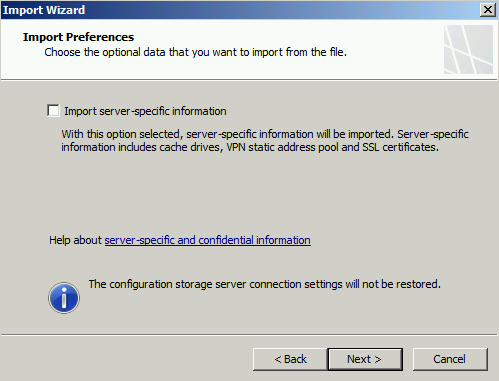 Import Wizard
Import Preferences
Choose the optional data that you want to import from the file.
Import server-specific information
With this option selected, server-specific information will be imported. Server-specific
information includes cache drives, VPN static address pool and SSL certificates.
Help about server-specific and confidential information
The configuration storage server connection settings will not be restored.
< Back Next > Cancel